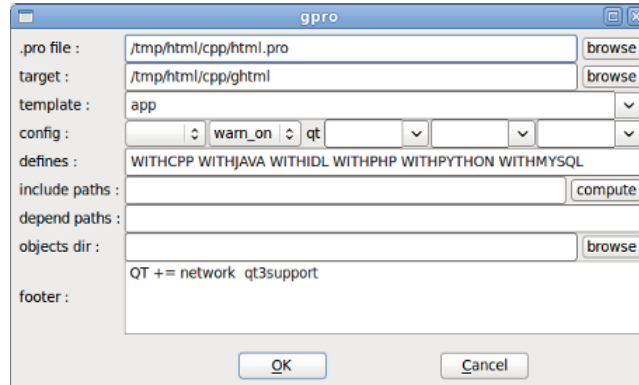 gpro
.pro file : /tmp/html/cpp/html.pro browse
target : /tmp/html/cpp/ghtml browse
template : app
config : warn_on qt
defines : WITHCPP WITHJAVA WITHIDL WITHPHP WITHPYTHON WITHMYSQL
include paths : compute
depend paths :
objects dir : browse
QT += network qt3support
footer :
OK Cancel